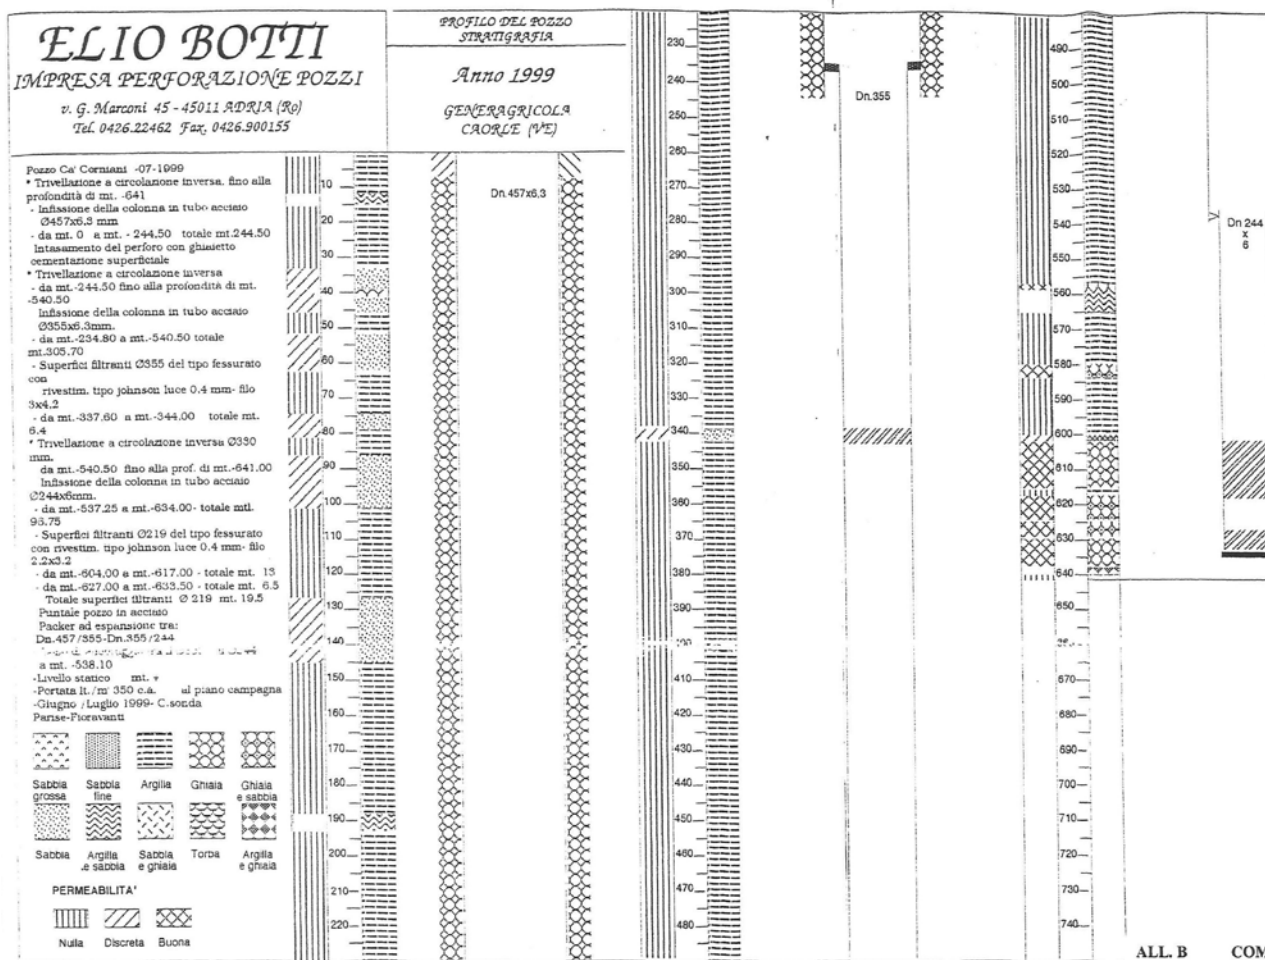 ELIO BOTTI
IMPRESA PERFORAZIONE POZZI
v. G. Marconi 45 - 45011 ADRIA (Ro)
Tel. 0426.22462 Fax. 0426.900155
PROFILO DEL POZZO
STRATIGRAFIA
Anno 1999
GENERAGRICOLA
CAORLE (VE)
Pozzo Ca' Corniani -07-1999
* Trivellazione a circolazione inversa. fino alla
profondità di mt. -641
- Infissione della colonna in tubo acciaio
Ø457x6,3 mm
- da mt. 0 a mt. - 244,50 totale mt.244.50
Intasamento del perforo con ghiaietto
cementazione superficiale
* Trivellazione a circolazione inversa
- da mt.-244.50 fino alla profondità di mt.
-540.50
Infissione della colonna in tubo acciaio
Ø355x6.3mm.
- da mt.-234.80 a mt.-540.50 totale
mt.305.70
- Superfici filtranti Ø355 del tipo fessurato
con
rivestim. tipo johnson luce 0.4 mm- filo
3x4.2
- da mt.-337.60 a mt.-344.00 totale mt.
6.4
* Trivellazione a circolazione inversa Ø330
mm.
da mt.-540.50 fino alla prof. di mt.-641.00
Infissione della colonna in tubo acciaio
Ø244x6mm.
- da mt.-537.25 a mt.-634.00- totale mtl.
96.75
- Superfici filtranti Ø219 del tipo fessurato
con rivestim. tipo johnson luce 0.4 mm- filo
2.2x3.2
- da mt.-604.00 a mt.-617.00 - totale mt. 13
- da mt.-627.00 a mt.-633.50 - totale mt. 6.5
Totale superfici filtranti Ø 219 mt. 19.5
Puntale pozzo in acciaio
Packer ad espansione tra:
Dn.457/355-Dn.355/244
a mt. -538.10
-Livello statico mt. +
-Portata lt./m' 350 c.a. al piano campagna
-Giugno /Luglio 1999- C.sonda
Parise-Fioravanti
Sabbia grossa
Sabbia fine
Argilla
Ghiaia
Ghiaia e sabbia
Sabbia
Argilla .e sabbia
Sabbia e ghiaia
Torba
Argilla e ghiaia
PERMEABILITA'
Nulla
Discreta
Buona
10
20
30
40
50
60
70
80
90
100
110
120
130
140
150
160
170
180
190
200
210
220
Dn.457x6,3
230
240
250
260
270
280
290
300
310
320
330
340
350
360
370
380
390
410
420
430
440
450
460
470
480
Dn.355
490
500
510
520
530
540
550
560
570
580
590
600
610
620
630
640
650
670
680
690
700
710
720
730
740
Dn 244
x
6
ALL. B
COM